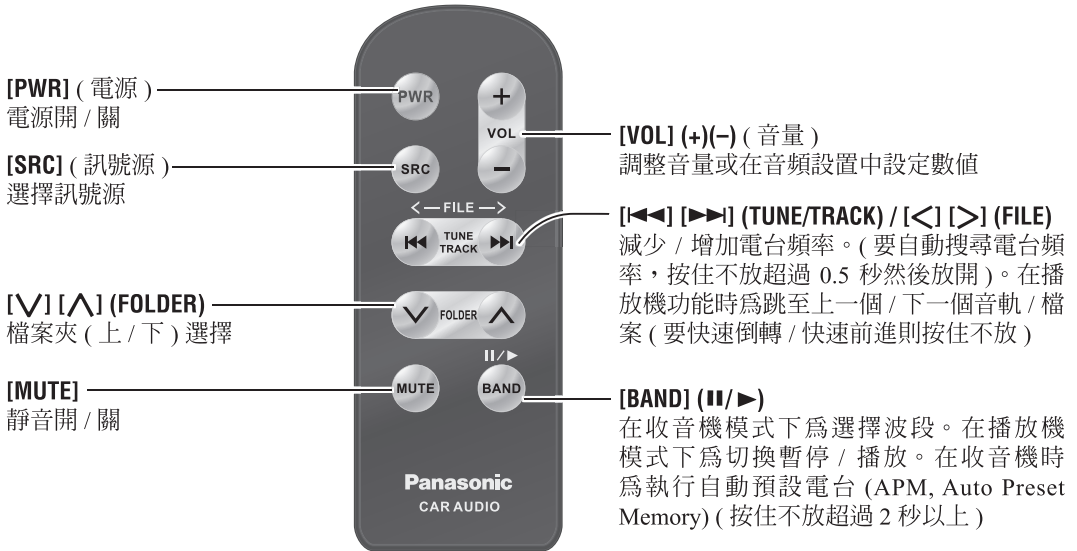 [PWR] ( 電源 )
電源開 / 關
[SRC] ( 訊號源 )
選擇訊號源
[∨] [∧] (FOLDER)
檔案夾 ( 上 / 下 ) 選擇
[MUTE]
靜音開 / 關
PWR
+
VOL
−
SRC
< — FILE — >
|◀◀ TUNE TRACK ▶▶|
∨ FOLDER ∧
II/▶
MUTE
BAND
Panasonic
CAR AUDIO
[VOL] (+)(−) ( 音量 )
調整音量或在音頻設置中設定數值
[|◀◀] [▶▶|] (TUNE/TRACK) / [<] [>] (FILE)
減少 / 增加電台頻率。( 要自動搜尋電台頻
率，按住不放超過 0.5 秒然後放開 )。在播
放機功能時爲跳至上一個 / 下一個音軌 / 檔
案 ( 要快速倒轉 / 快速前進則按住不放 )
[BAND] (II/▶)
在收音機模式下爲選擇波段。在播放機
模式下爲切換暫停 / 播放。在收音機時
爲執行自動預設電台 (APM, Auto Preset
Memory) ( 按住不放超過 2 秒以上 )